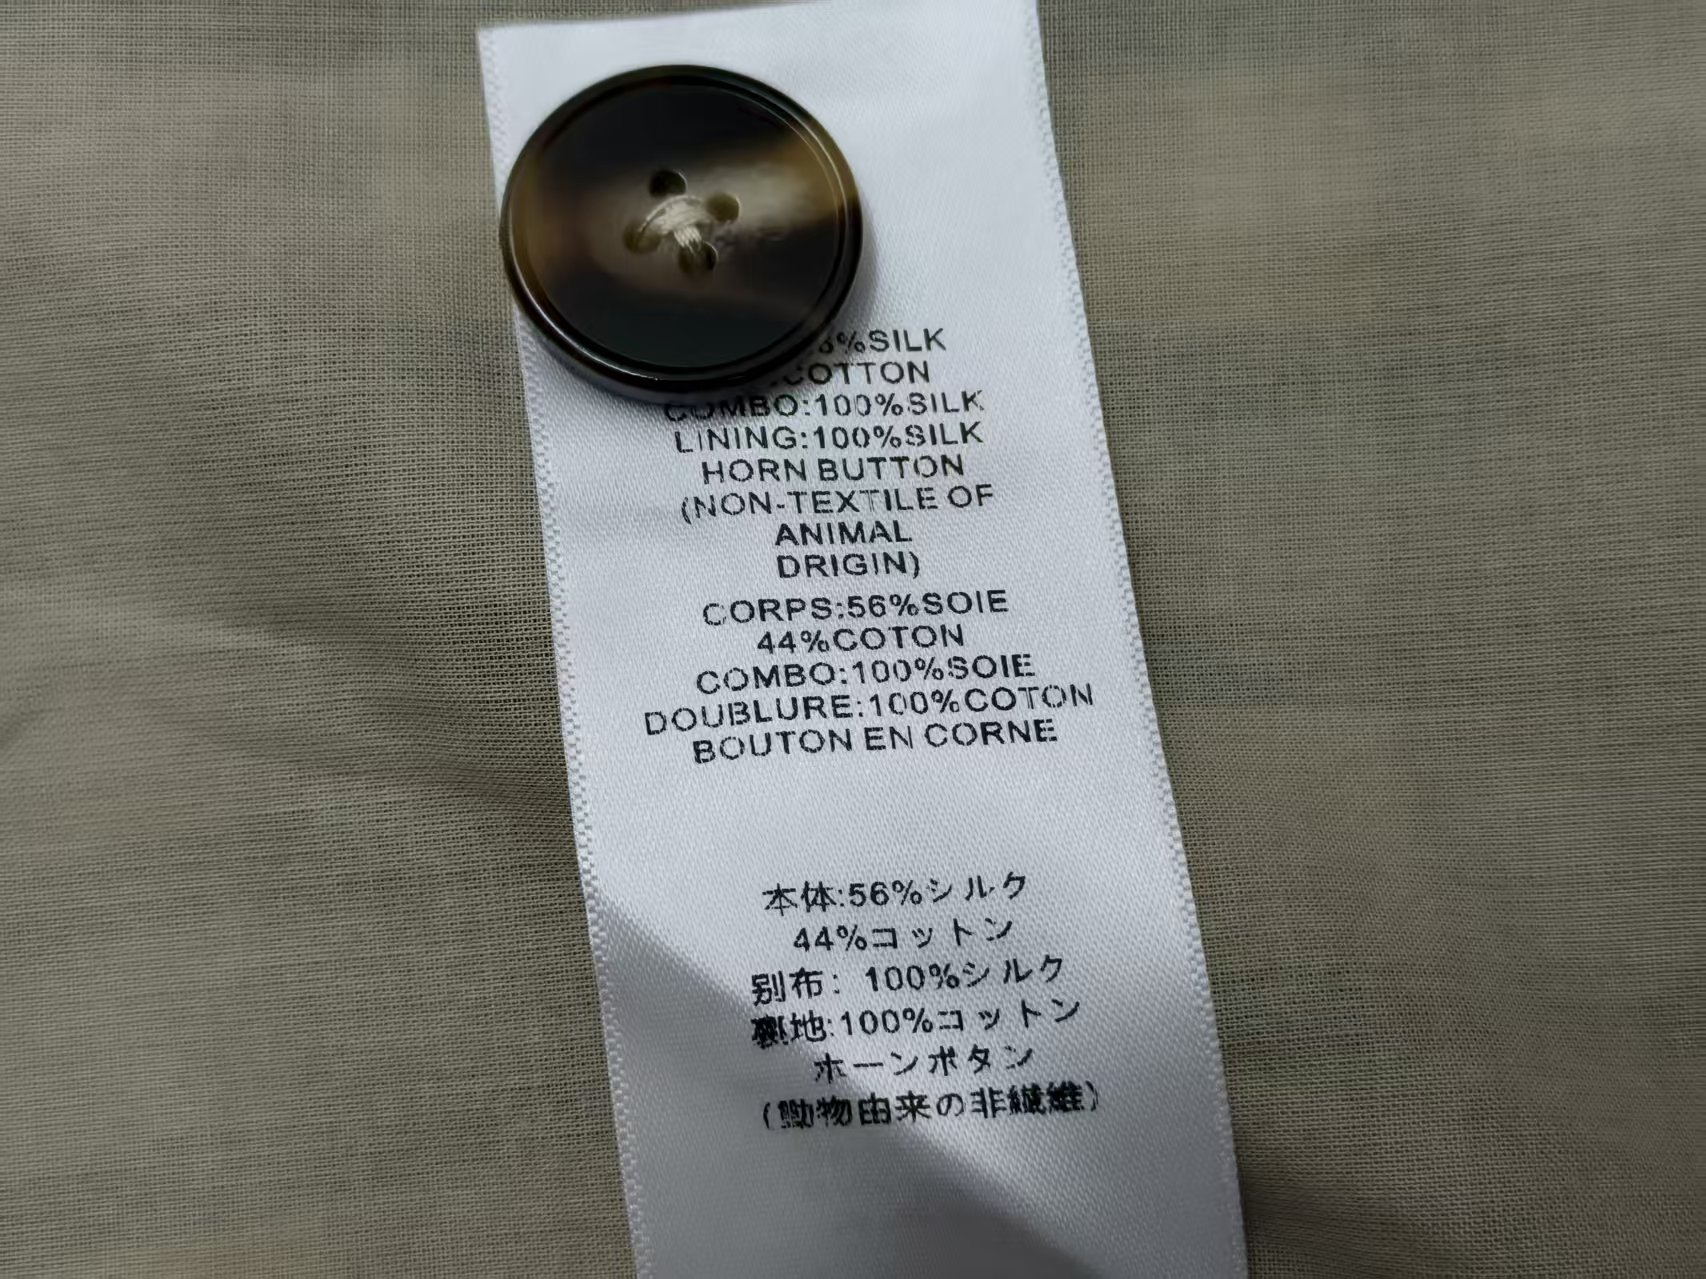 %SILK
COTTON
COMBO:100%SILK
LINING:100%SILK
HORN BUTTON
(NON-TEXTILE OF
ANIMAL
DRIGIN)
CORPS:56%SOIE
44%COTON
COMBO:100%SOIE
DOUBLURE:100%COTON
BOUTON EN CORNE
本体:56%シルク
44%コットン
別布: 100%シルク
裏地:100%コットン
ホーンボタン
(動物由来の非繊維)